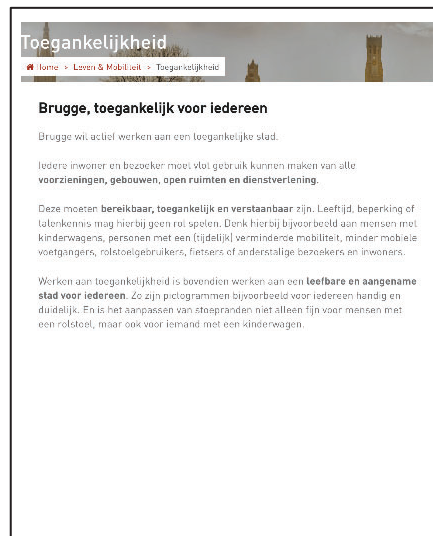 Toegankelijkheid
Home > Leven & Mobiliteit > Toegankelijkheid
Brugge, toegankelijk voor iedereen
Brugge wil actief werken aan een toegankelijke stad.
Iedere inwoner en bezoeker moet vlot gebruik kunnen maken van alle
voorzieningen, gebouwen, open ruimten en dienstverlening.
Deze moeten bereikbaar, toegankelijk en verstaanbaar zijn. Leeftijd, beperking of
talenkennis mag hierbij geen rol spelen. Denk hierbij bijvoorbeeld aan mensen met
kinderwagens, personen met een (tijdelijk) verminderde mobiliteit, minder mobiele
voetgangers, rolstoelgebruikers, fietsers of anderstalige bezoekers en inwoners.
Werken aan toegankelijkheid is bovendien werken aan een leefbare en aangename
stad voor iedereen. Zo zijn pictogrammen bijvoorbeeld voor iedereen handig en
duidelijk. En is het aanpassen van stoepranden niet alleen fijn voor mensen met
een rolstoel, maar ook voor iemand met een kinderwagen.